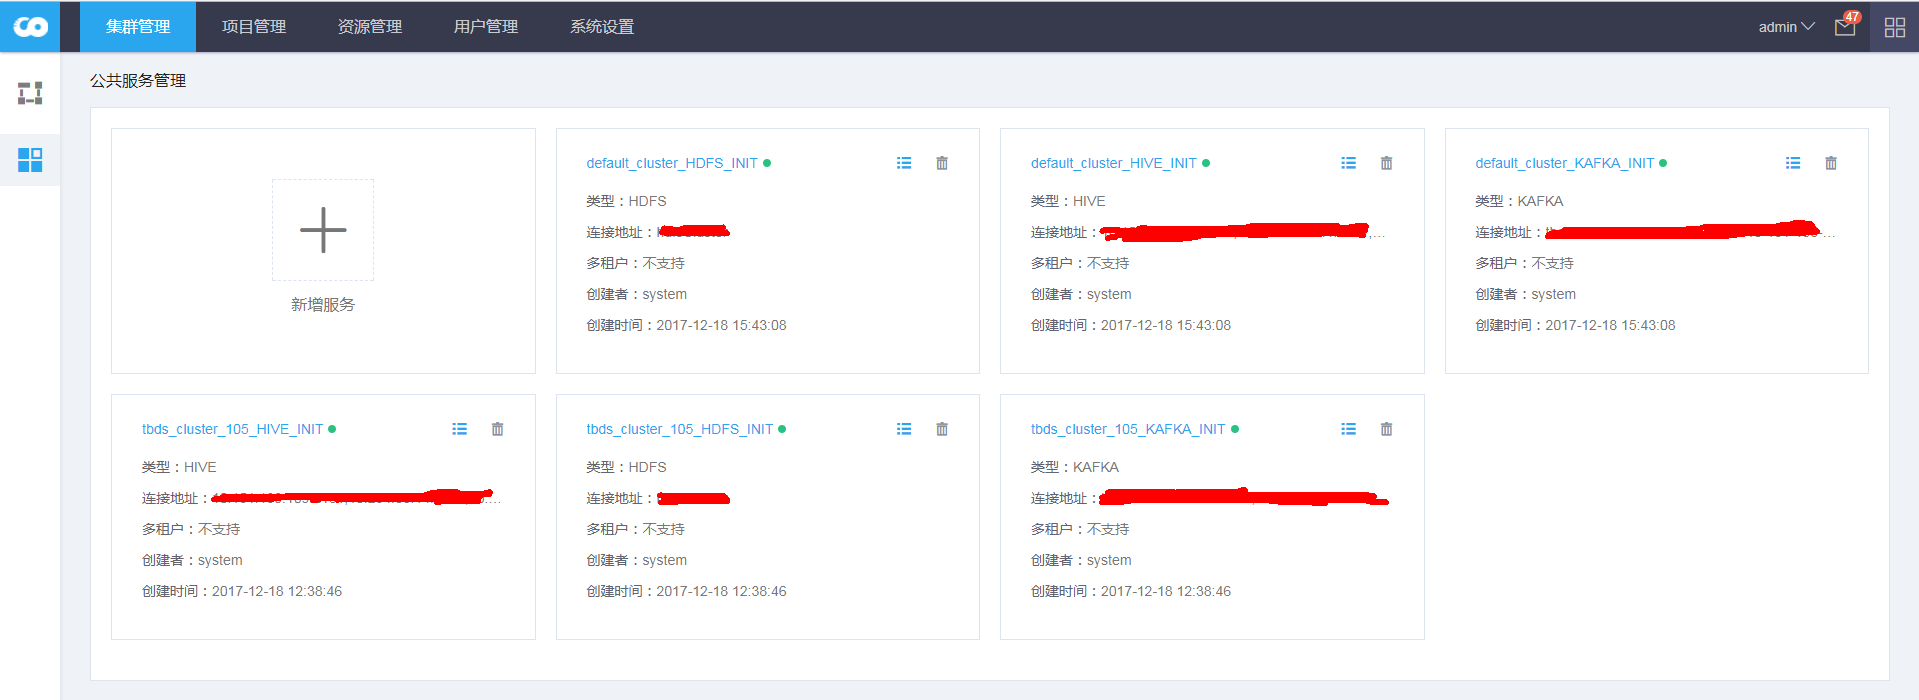 集群管理 项目管理 资源管理 用户管理 系统设置 admin 47
公共服务管理
新增服务
default_cluster_HDFS_INIT
类型：HDFS
连接地址：
多租户：不支持
创建者：system
创建时间：2017-12-18 15:43:08
default_cluster_HIVE_INIT
类型：HIVE
连接地址：
多租户：不支持
创建者：system
创建时间：2017-12-18 15:43:08
default_cluster_KAFKA_INIT
类型：KAFKA
连接地址：
多租户：不支持
创建者：system
创建时间：2017-12-18 15:43:08
tbds_cluster_105_HIVE_INIT
类型：HIVE
连接地址：
多租户：不支持
创建者：system
创建时间：2017-12-18 12:38:46
tbds_cluster_105_HDFS_INIT
类型：HDFS
连接地址：
多租户：不支持
创建者：system
创建时间：2017-12-18 12:38:46
tbds_cluster_105_KAFKA_INIT
类型：KAFKA
连接地址：
多租户：不支持
创建者：system
创建时间：2017-12-18 12:38:46